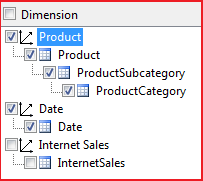 Dimension
Product
Product
ProductSubcategory
ProductCategory
Date
Date
Internet Sales
InternetSales